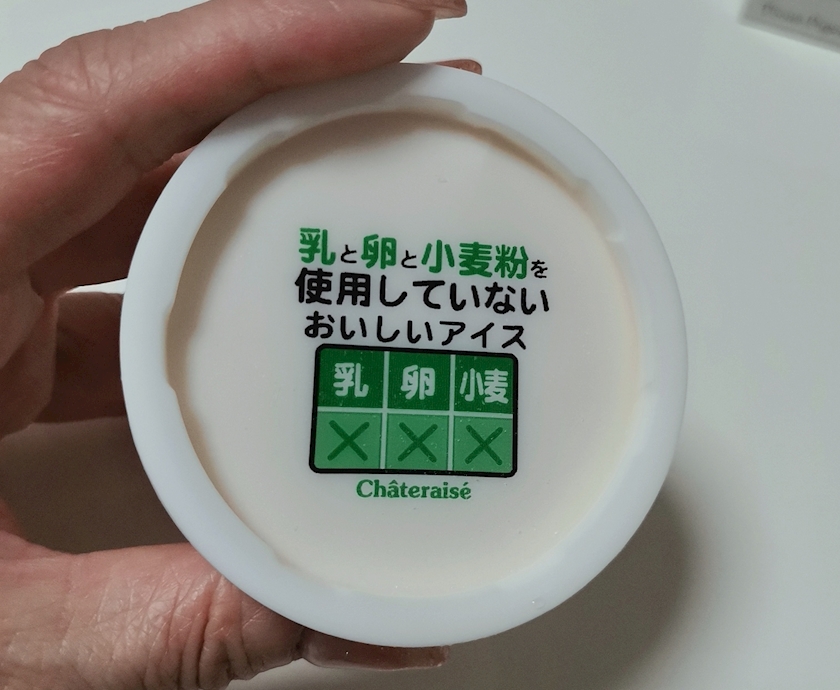 乳と卵と小麦粉を
使用していない
おいしいアイス
乳 卵 小麦
× × ×
Châteraisé